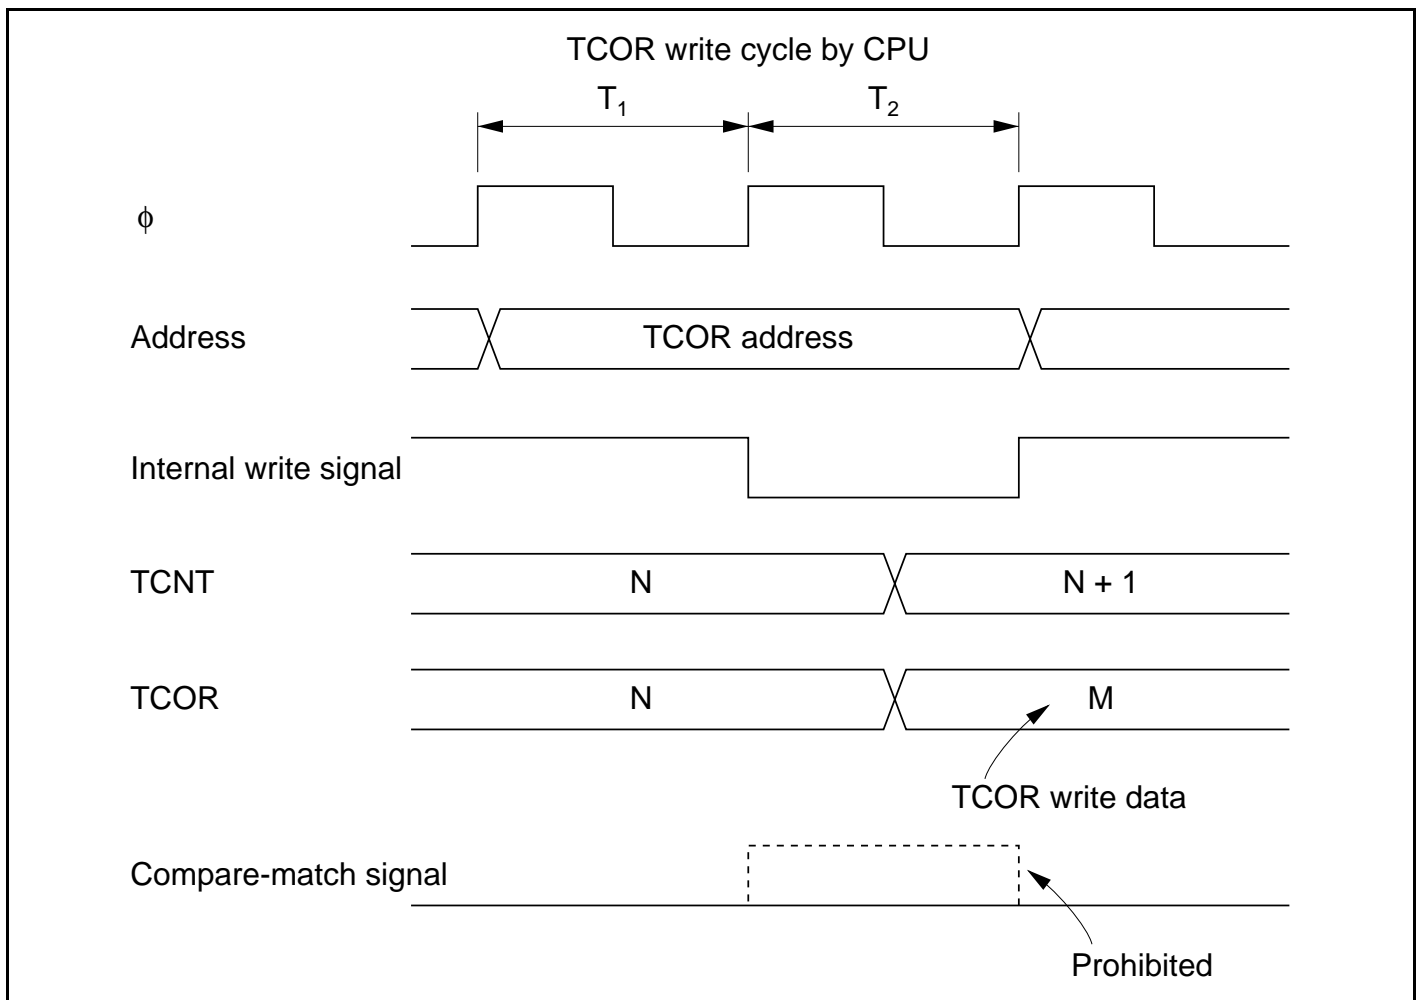 TCOR write cycle by CPU
T1 T2
ϕ
Address TCOR address
Internal write signal
TCNT N N + 1
TCOR N M
TCOR write data
Compare-match signal
Prohibited